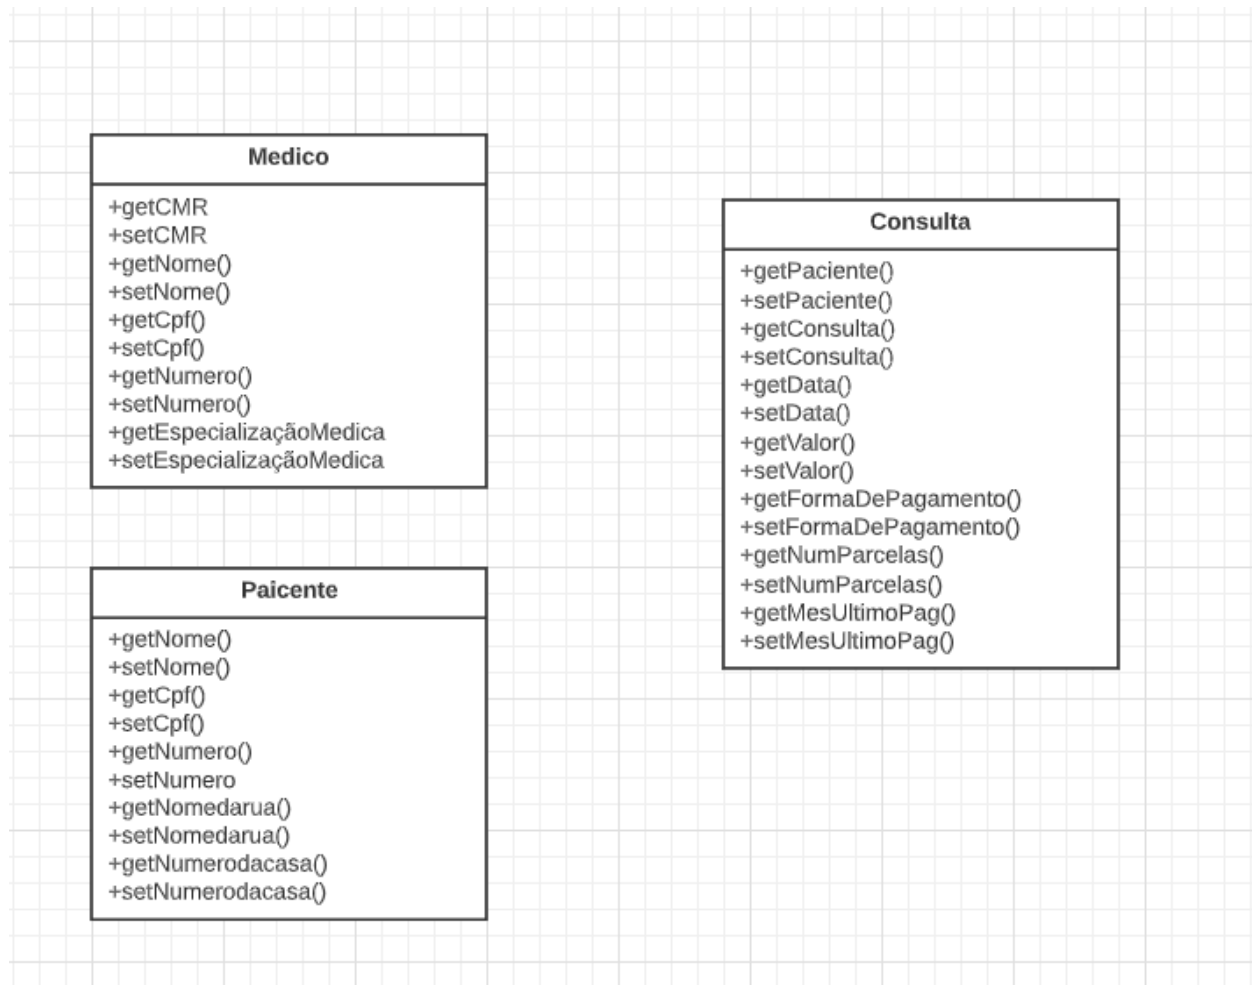 Medico
+getCMR
+setCMR
+getNome()
+setNome()
+getCpf()
+setCpf()
+getNumero()
+setNumero()
+getEspecializaçãoMedica
+setEspecializaçãoMedica
Paicente
+getNome()
+setNome()
+getCpf()
+setCpf()
+getNumero()
+setNumero
+getNomedarua()
+setNomedarua()
+getNumerodacasa()
+setNumerodacasa()
Consulta
+getPaciente()
+setPaciente()
+getConsulta()
+setConsulta()
+getData()
+setData()
+getValor()
+setValor()
+getFormaDePagamento()
+setFormaDePagamento()
+getNumParcelas()
+setNumParcelas()
+getMesUltimoPag()
+setMesUltimoPag()